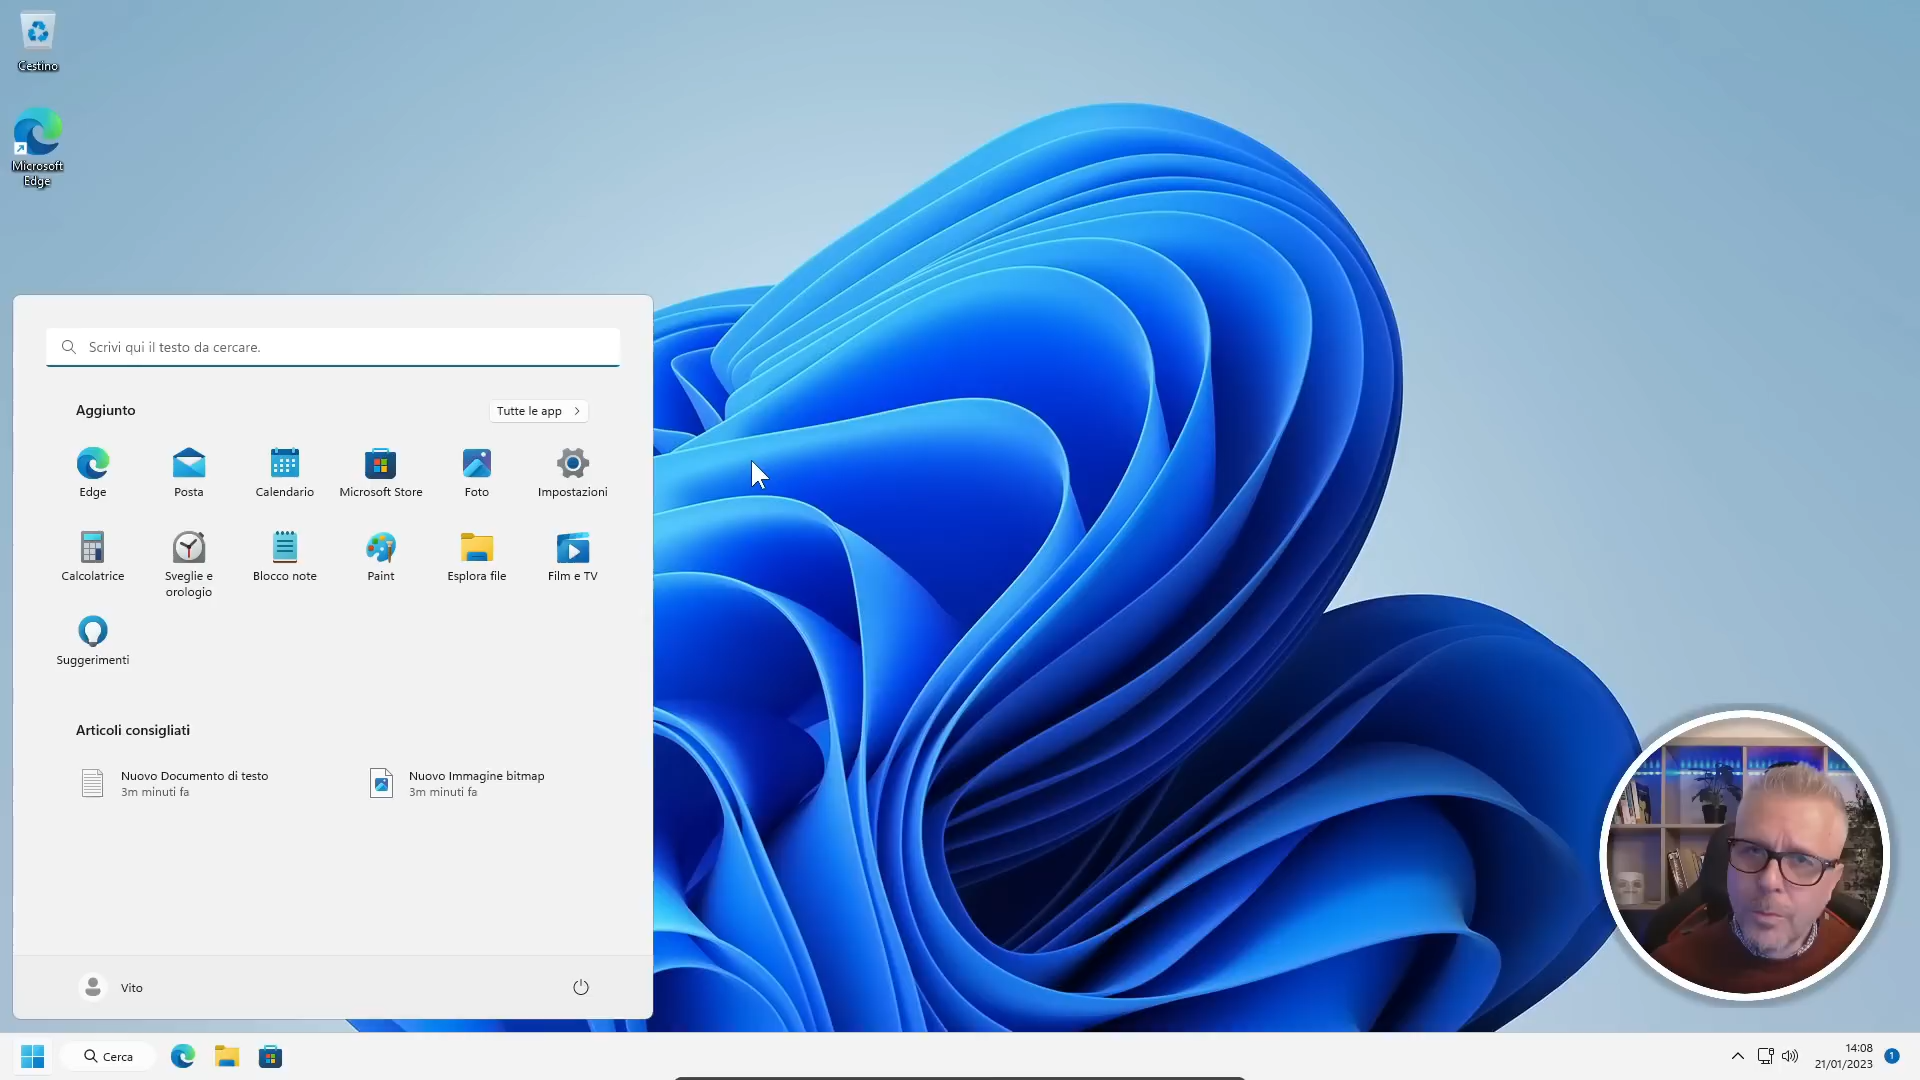 Cestino
Microsoft
Edge
Scrivi qui il testo da cercare.
Aggiunto
Tutte le app
Edge
Posta
Calendario
Microsoft Store
Foto
Impostazioni
Calcolatrice
Sveglie e
orologio
Blocco note
Paint
Esplora file
Film e TV
Suggerimenti
Articoli consigliati
Nuovo Documento di testo
3m minuti fa
Nuovo Immagine bitmap
3m minuti fa
Vito
Cerca
14:08
21/01/2023
1